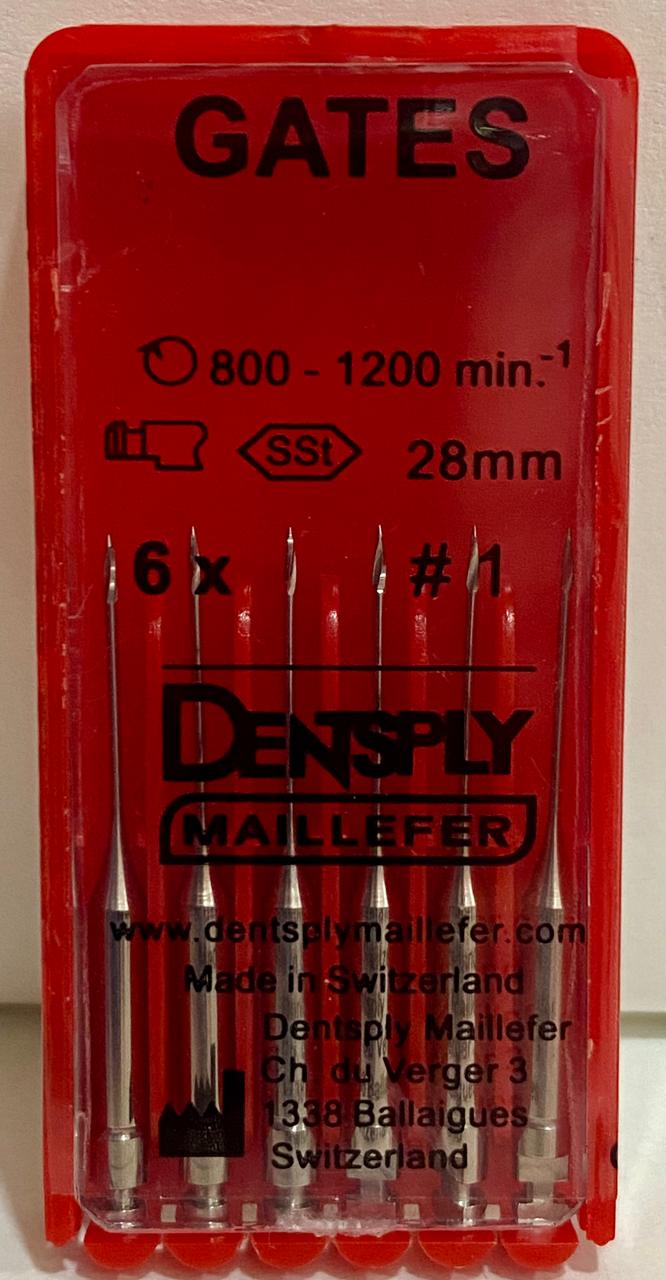 GATES
800 - 1200 min.⁻¹
SSt 28mm
6 x #1
DENTSPLY
MAILLEFER
www.dentsplymaillefer.com
Made in Switzerland
Dentsply Maillefer
Ch. du Verger 3
1338 Ballaigues
Switzerland